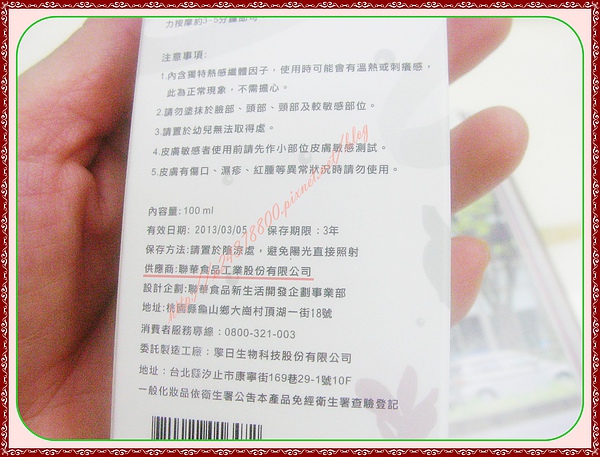 力按摩約3-5分鐘即可
注意事項:
1.內含獨特熱感纖體因子，使用時可能會有溫熱或刺癢感，
此為正常現象，不需擔心。
2.請勿塗抹於臉部、頭部、頸部及較敏感部位。
3.請置於幼兒無法取得處。
4.皮膚敏感者使用前請先作小部位皮膚敏感測試。
5.皮膚有傷口、濕疹、紅腫等異常狀況時請勿使用。
內容量: 100 ml
有效日期: 2013/03/05 保存期限：3年
保存方法:請置於陰涼處，避免陽光直接照射
供應商:聯華食品工業股份有限公司
設計企劃:聯華食品新生活開發企劃事業部
地址:桃園縣龜山鄉大崗村頂湖一街18號
消費者服務專線：0800-321-003
委託製造工廠：擎日生物科技股份有限公司
地址：台北縣汐止市康寧街169巷29-1號10F
一般化妝品依衛生署公告本產品免經衛生署查驗登記